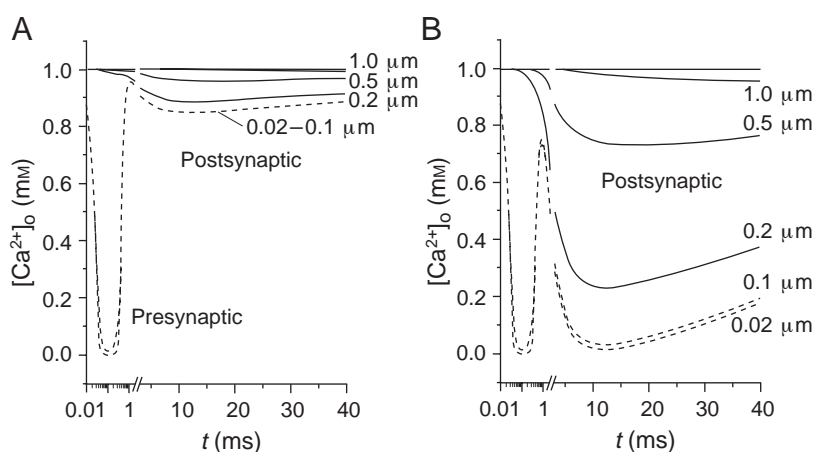 A
1.0
0.8
0.6
0.4
0.2
0.0
[Ca²⁺]ₒ (mM)
1.0 μm
0.5 μm
0.2 μm
0.02–0.1 μm
Postsynaptic
Presynaptic
0.01 1 10 20 30 40
t (ms)
B
1.0
0.8
0.6
0.4
0.2
0.0
[Ca²⁺]ₒ (mM)
1.0 μm
0.5 μm
Postsynaptic
0.2 μm
0.1 μm
0.02 μm
0.01 1 10 20 30 40
t (ms)